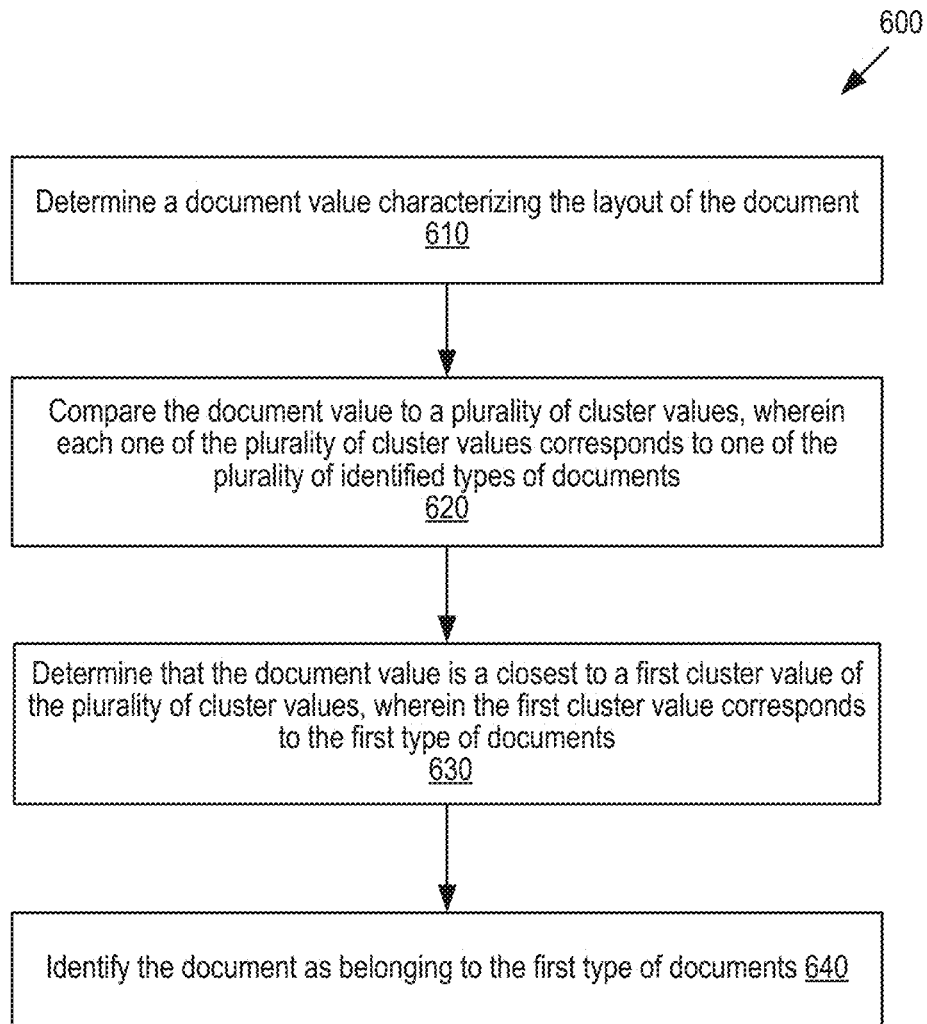 600
Determine a document value characterizing the layout of the document
610
Compare the document value to a plurality of cluster values, wherein
each one of the plurality of cluster values corresponds to one of the
plurality of identified types of documents
620
Determine that the document value is a closest to a first cluster value of
the plurality of cluster values, wherein the first cluster value corresponds
to the first type of documents
630
Identify the document as belonging to the first type of documents 640